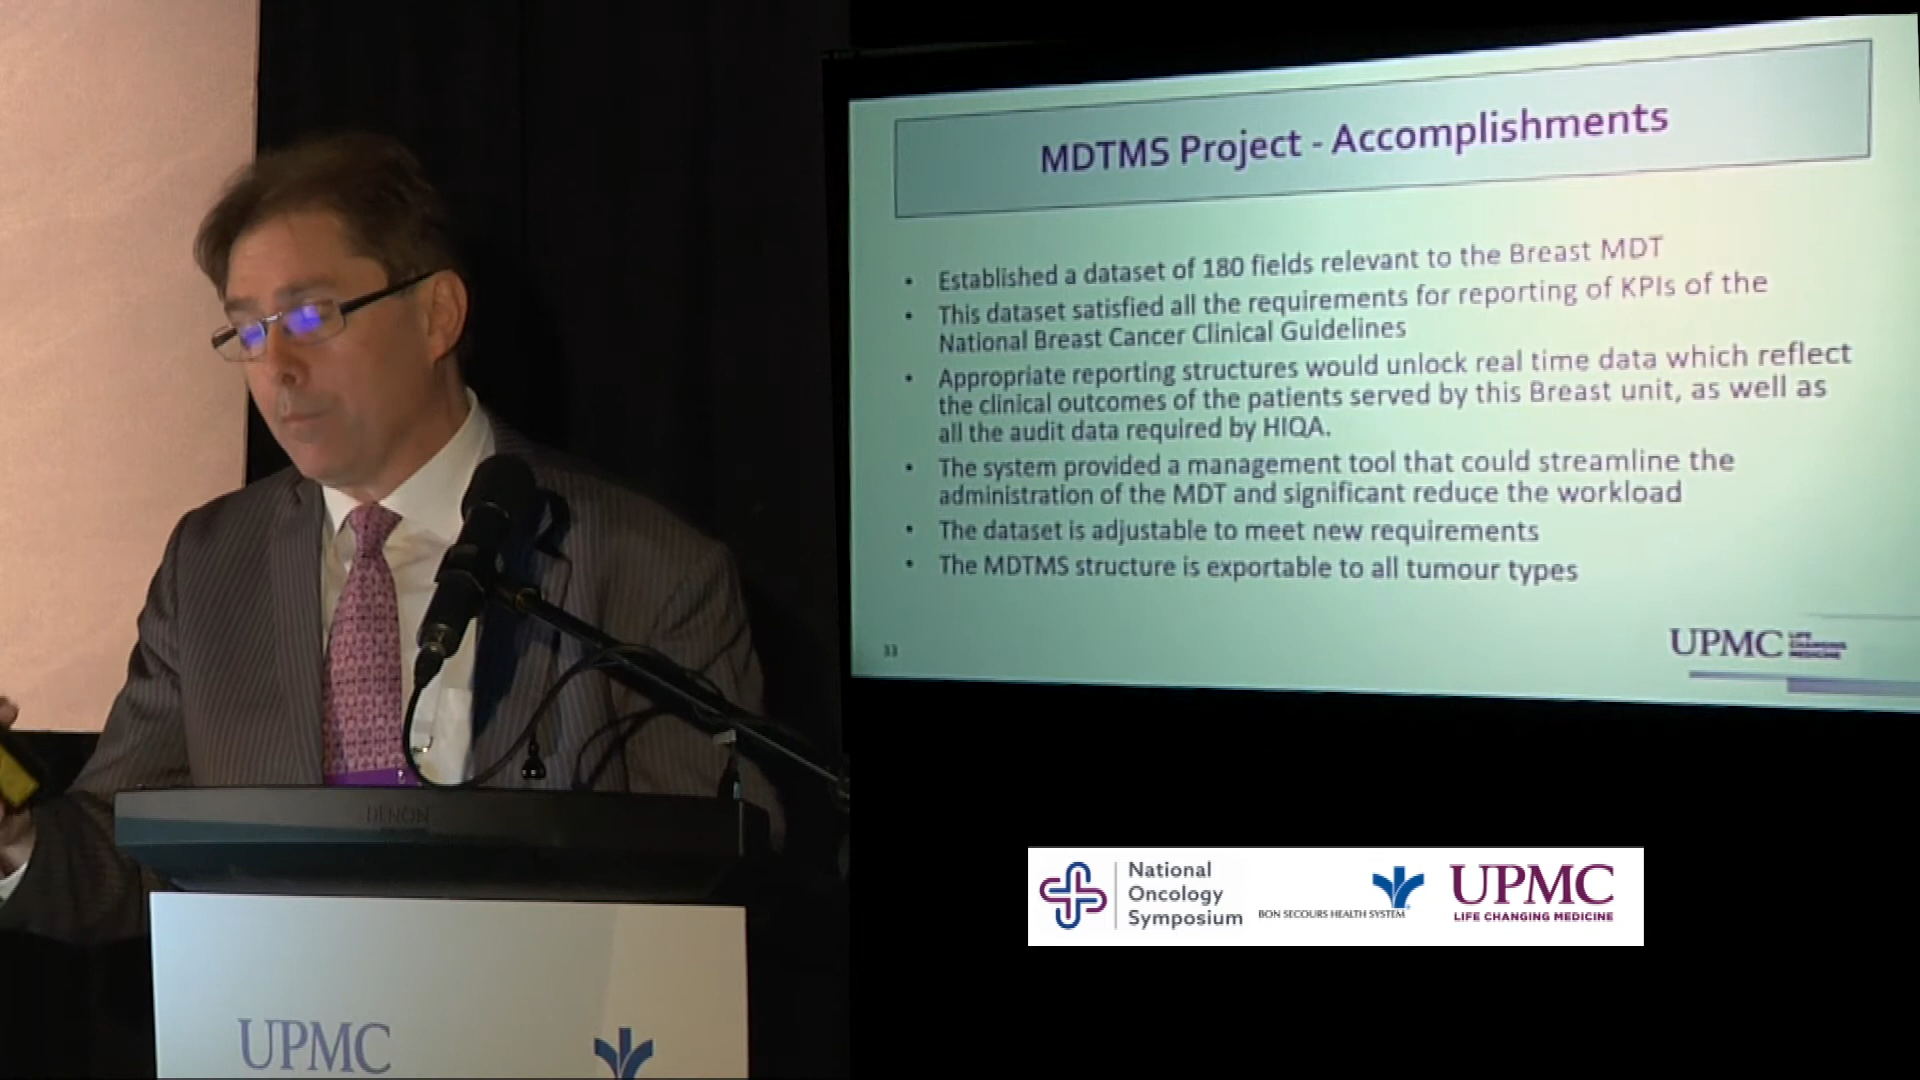 MDTMS Project - Accomplishments
• Established a dataset of 180 fields relevant to the Breast MDT
• This dataset satisfied all the requirements for reporting of KPIs of the
National Breast Cancer Clinical Guidelines
• Appropriate reporting structures would unlock real time data which reflect
the clinical outcomes of the patients served by this Breast unit, as well as
all the audit data required by HIQA.
• The system provided a management tool that could streamline the
administration of the MDT and significant reduce the workload
• The dataset is adjustable to meet new requirements
• The MDTMS structure is exportable to all tumour types
33
UPMC LIFE
CHANGING
MEDICINE
DENON
National
Oncology
Symposium
BON SECOURS HEALTH SYSTEM
UPMC
LIFE CHANGING MEDICINE
UPMC